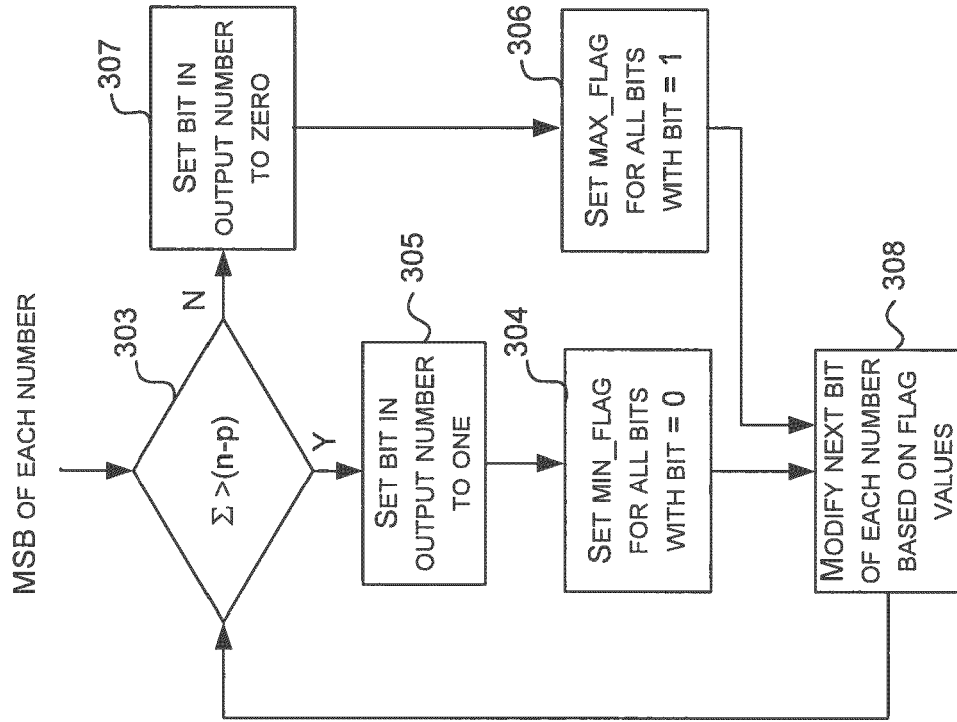 MSB OF EACH NUMBER
303
Σ >(n-p)
N
Y
307
SET BIT IN
OUTPUT NUMBER
TO ZERO
305
SET BIT IN
OUTPUT NUMBER
TO ONE
306
SET MAX_FLAG
FOR ALL BITS
WITH BIT = 1
304
SET MIN_FLAG
FOR ALL BITS
WITH BIT = 0
308
MODIFY NEXT BIT
OF EACH NUMBER
BASED ON FLAG
VALUES